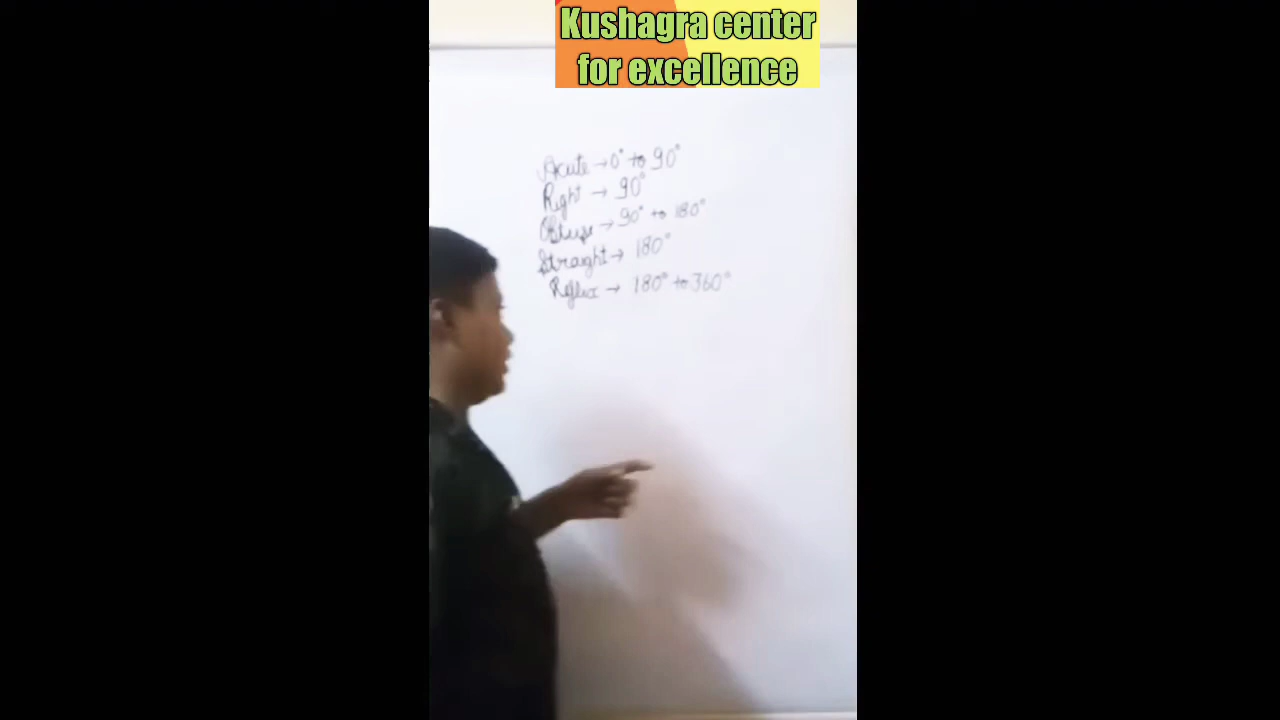 Kushagra center
for excellence
Acute → 0° to 90°
Right → 90°
Obtuse → 90° to 180°
Straight → 180°
Reflex → 180° to 360°